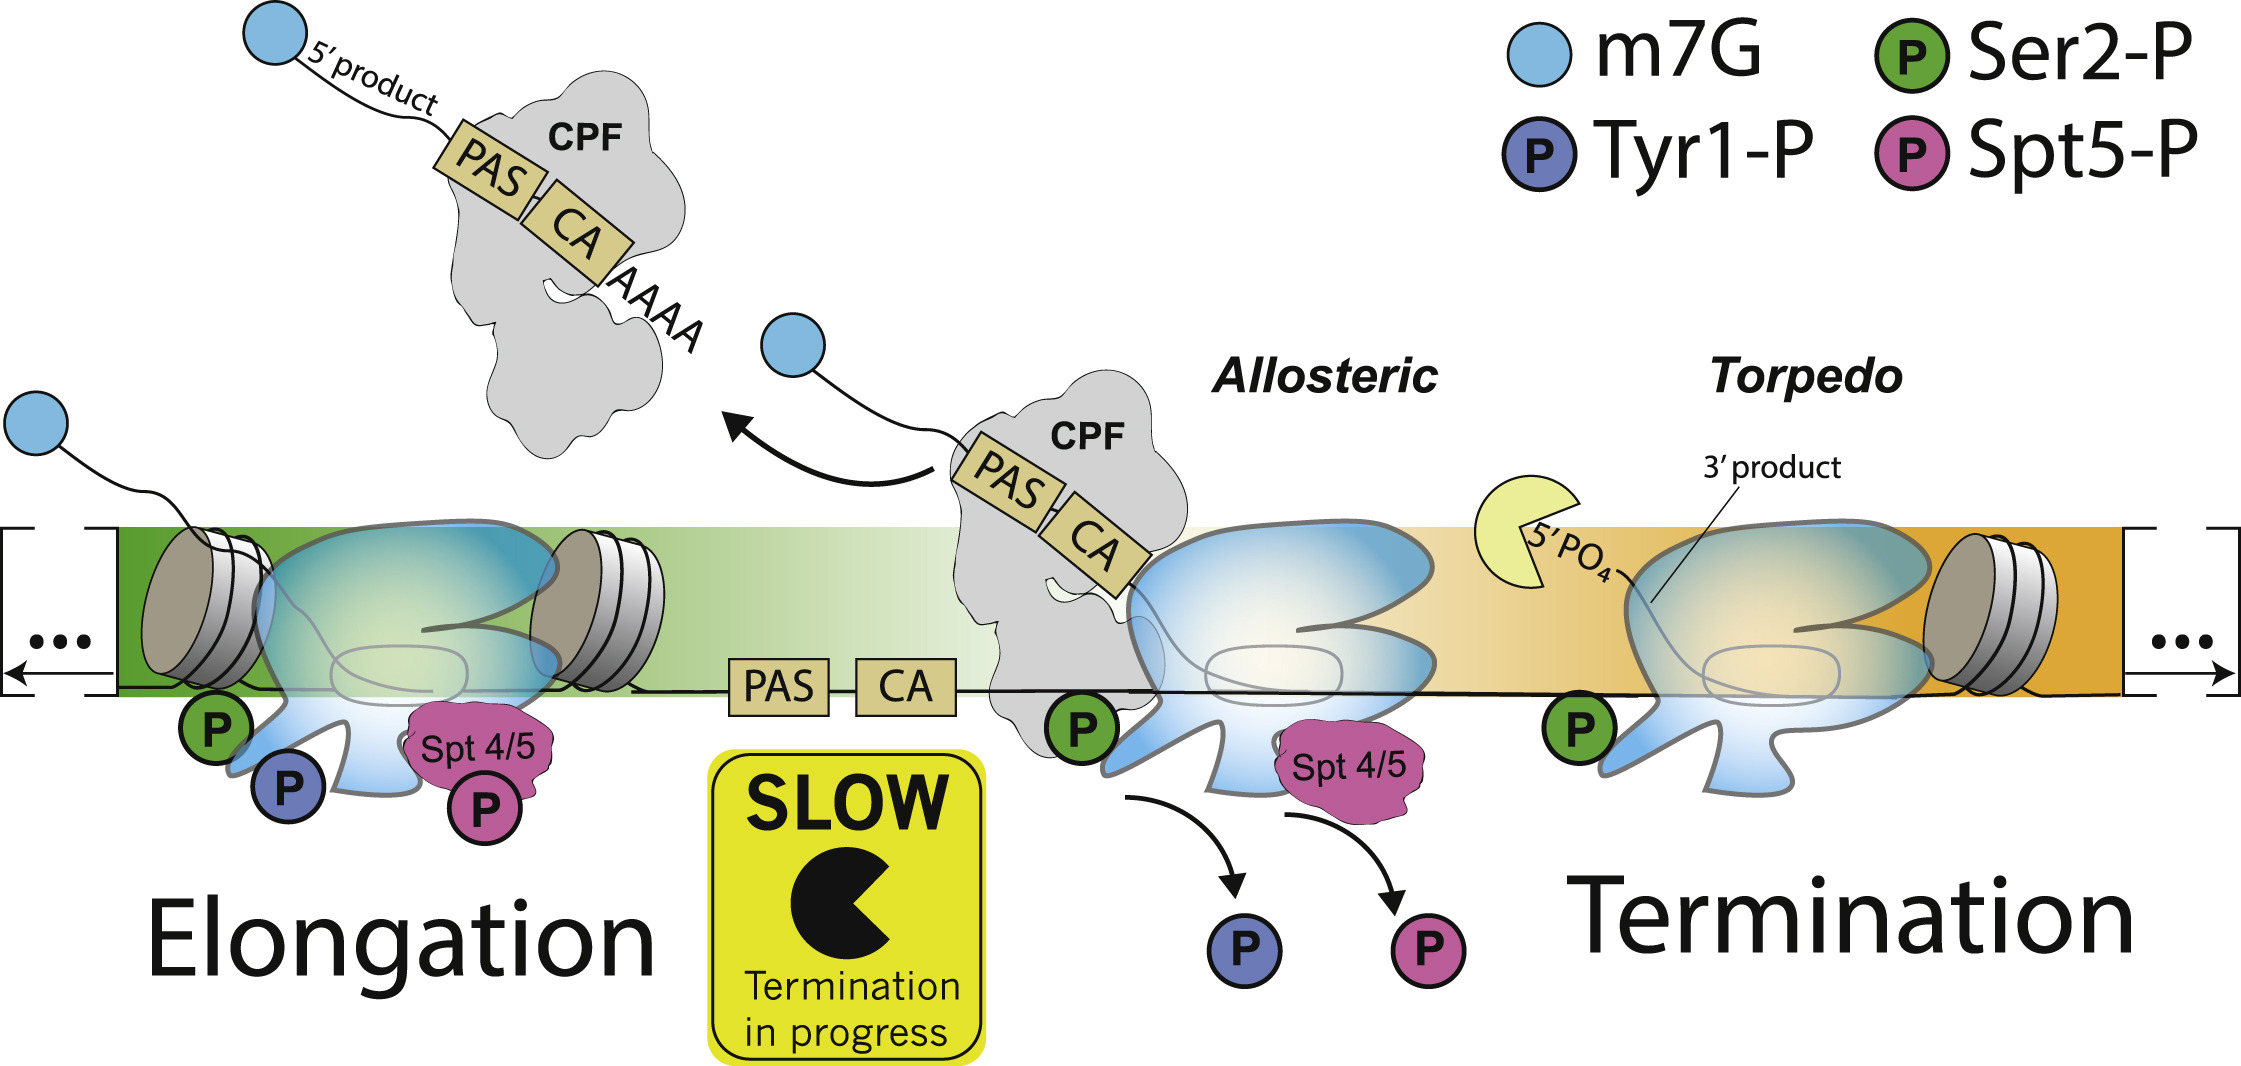 m7G
Ser2-P
P
Tyr1-P
P
Spt5-P
P
5' product
CPF
PAS
CA
AAAA
Allosteric
Torpedo
CPF
PAS
CA
3' product
5' PO4
...
...
PAS
CA
P
P
Spt 4/5
P
P
Spt 4/5
P
SLOW
Termination
in progress
P
P
Elongation
Termination